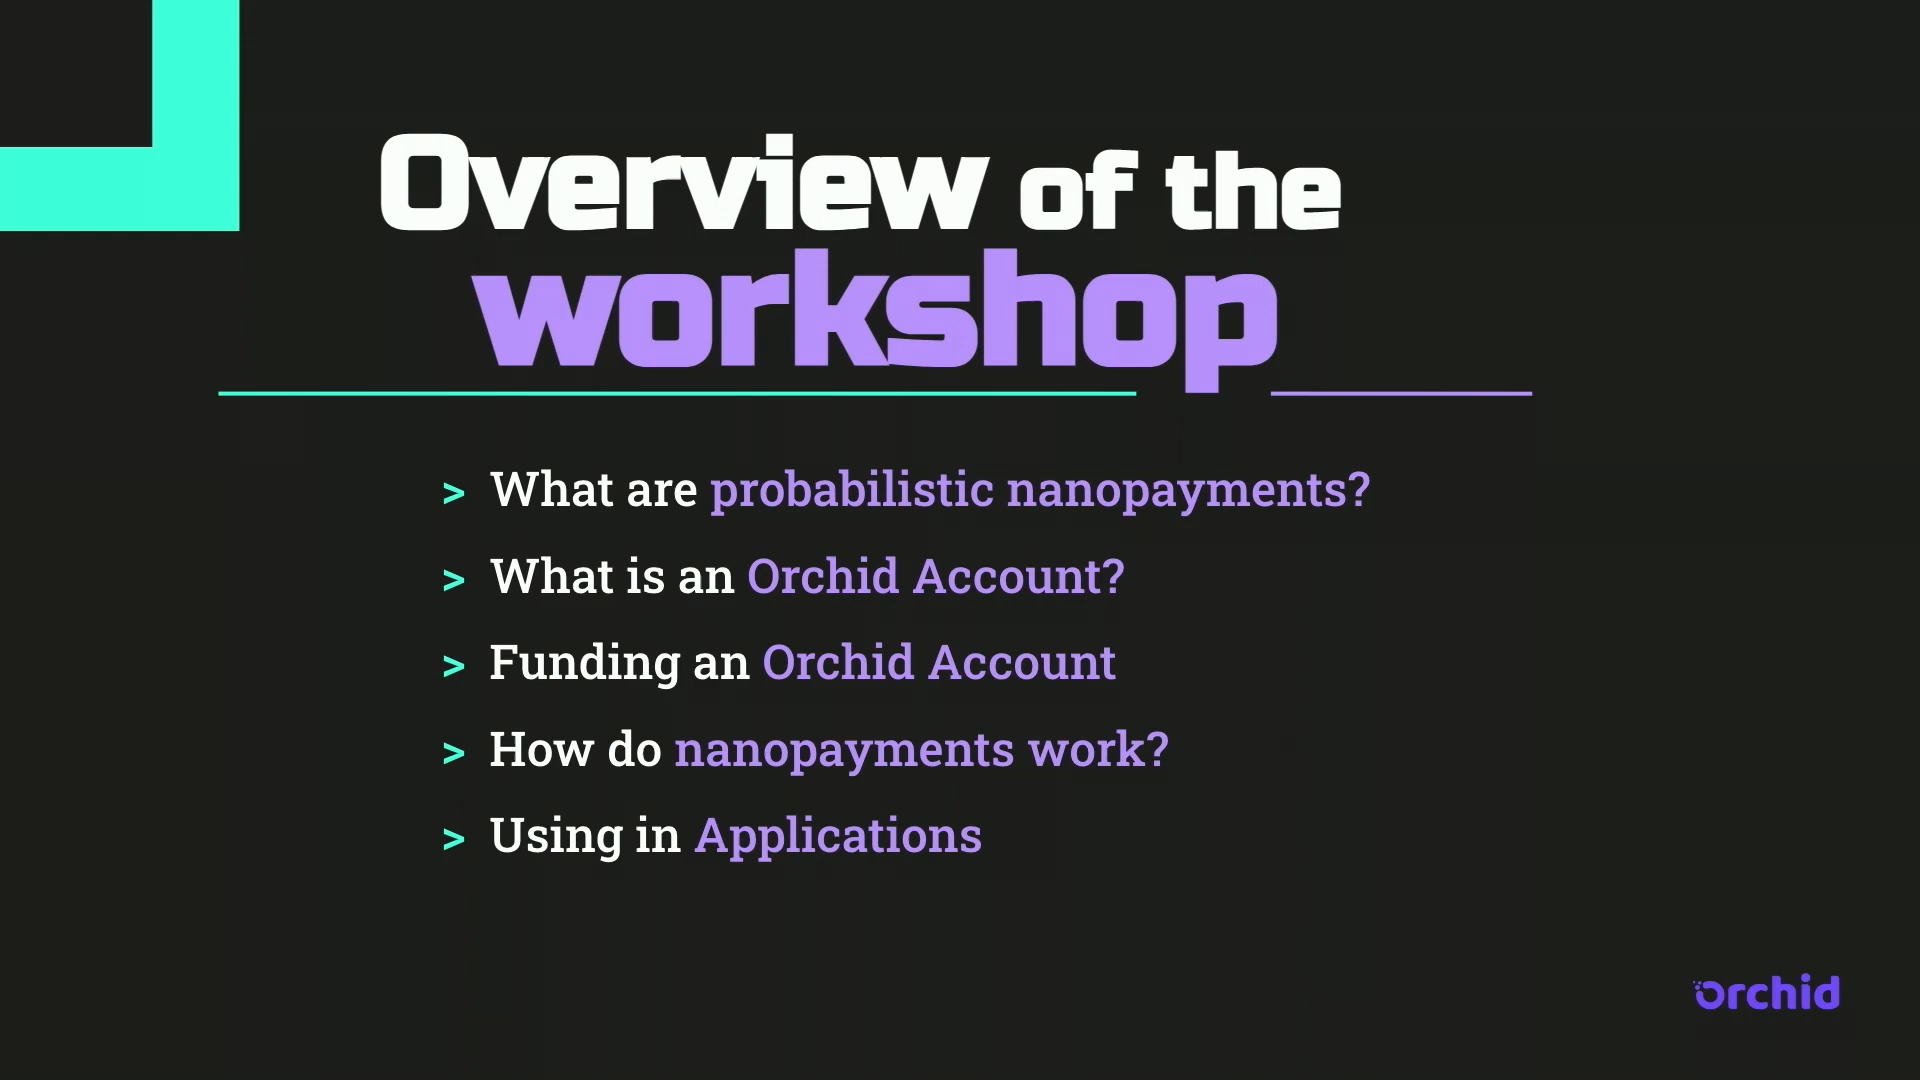 Overview of the
workshop
> What are probabilistic nanopayments?
> What is an Orchid Account?
> Funding an Orchid Account
> How do nanopayments work?
> Using in Applications
orchid